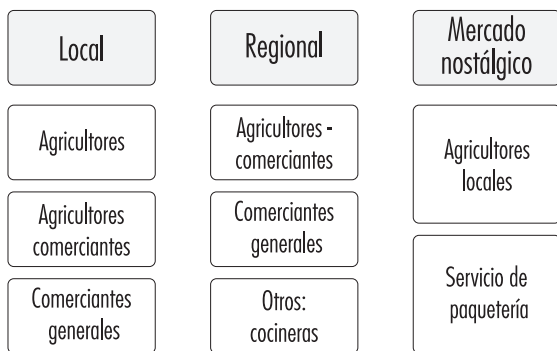 Local
Agricultores
Agricultores
comerciantes
Comerciantes
generales
Regional
Agricultores -
comerciantes
Comerciantes
generales
Otros:
cocineras
Mercado
nostálgico
Agricultores
locales
Servicio de
paquetería